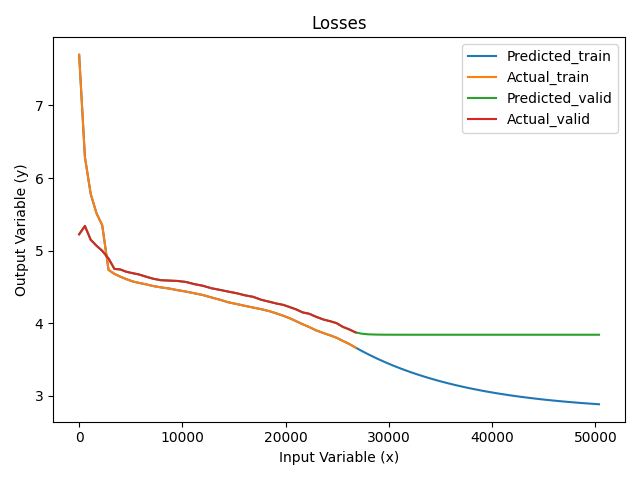 Losses
Predicted_train
Actual_train
Predicted_valid
Actual_valid
Output Variable (y)
7
6
5
4
3
0 10000 20000 30000 40000 50000
Input Variable (x)